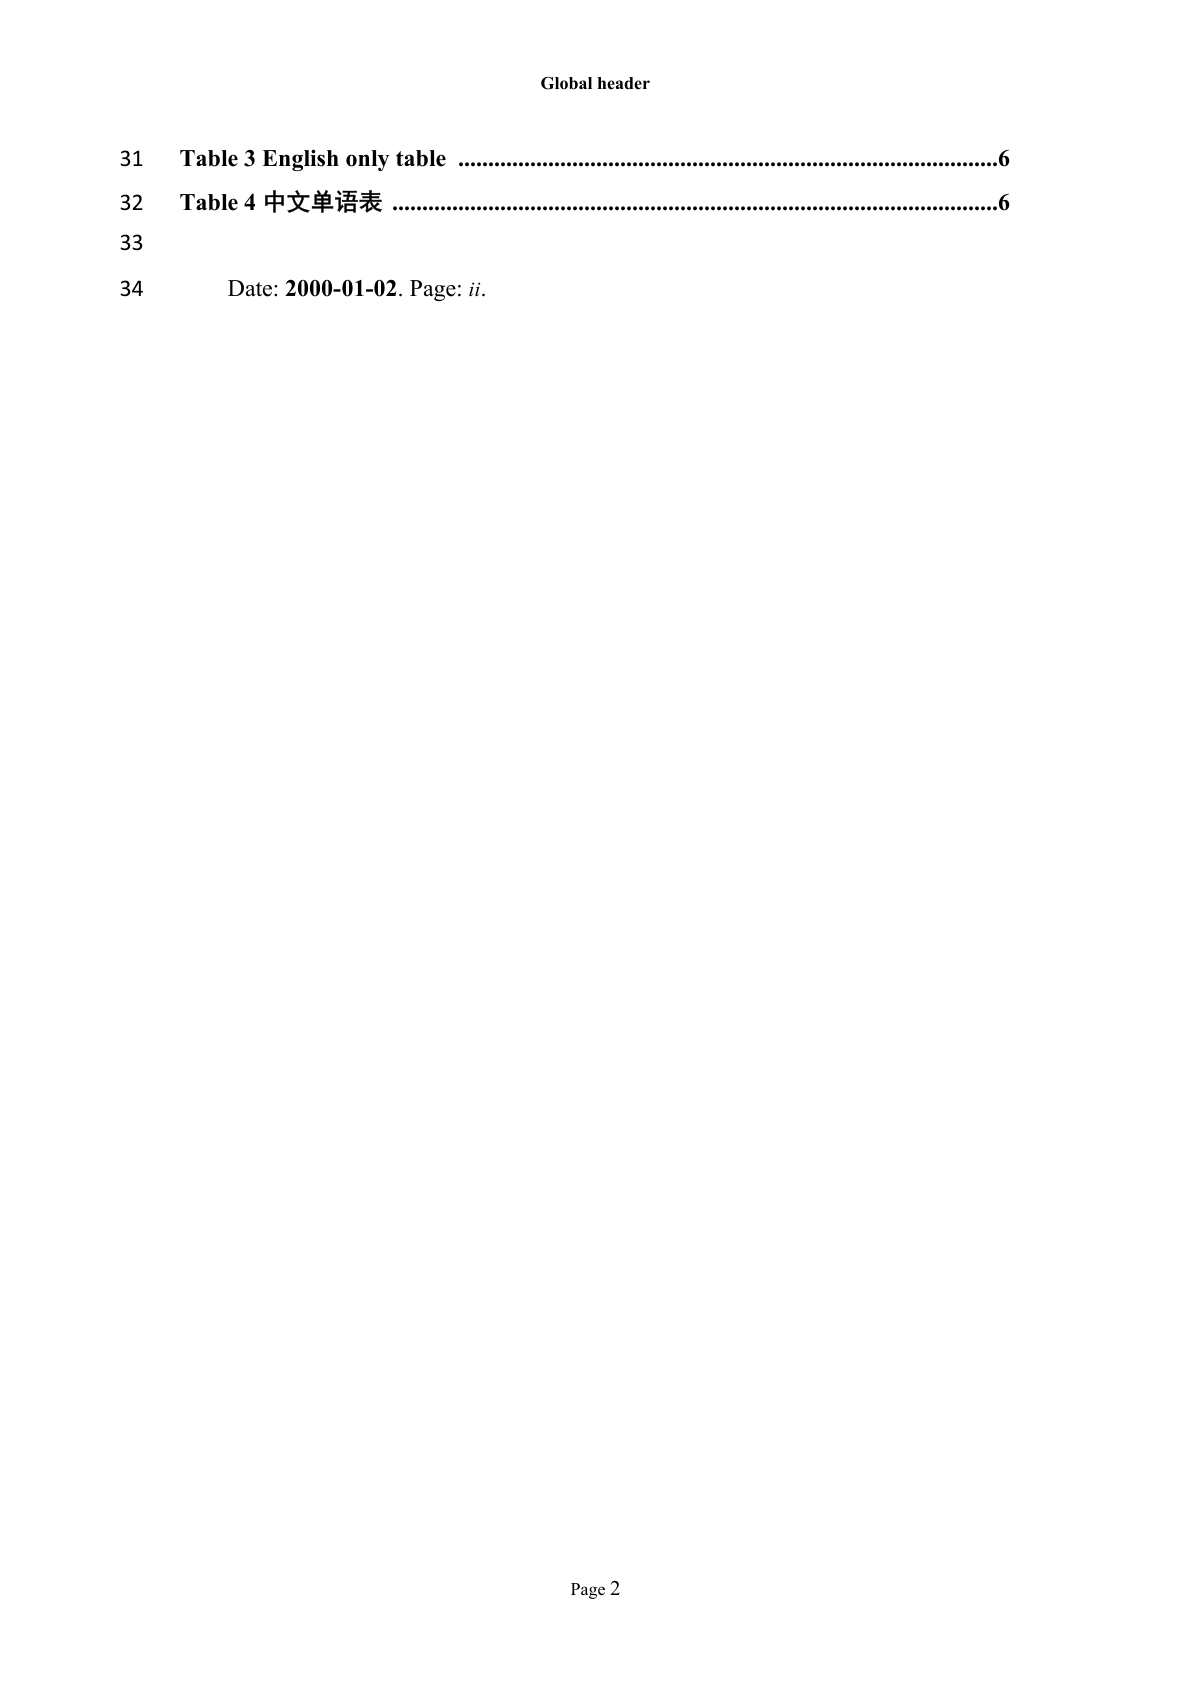 Global header
31 Table 3 English only table ..........................................................................................6
32 Table 4 中文单语表 .....................................................................................................6
33
34 Date: 2000-01-02. Page: ii.
Page 2